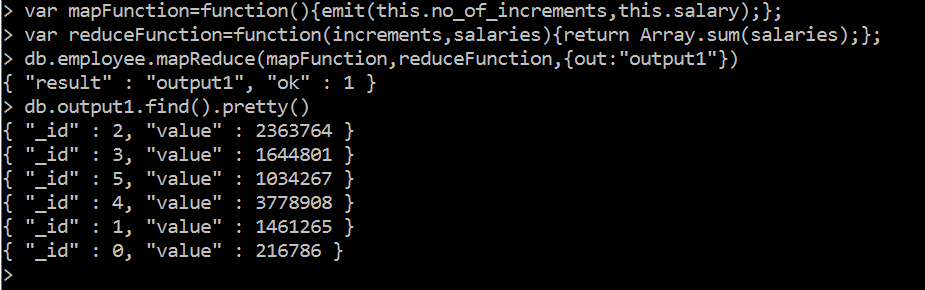 > var mapFunction=function(){emit(this.no_of_increments,this.salary);};
> var reduceFunction=function(increments,salaries){return Array.sum(salaries);};
> db.employee.mapReduce(mapFunction,reduceFunction,{out:"output1"})
{ "result" : "output1", "ok" : 1 }
> db.output1.find().pretty()
{ "_id" : 2, "value" : 2363764 }
{ "_id" : 3, "value" : 1644801 }
{ "_id" : 5, "value" : 1034267 }
{ "_id" : 4, "value" : 3778908 }
{ "_id" : 1, "value" : 1461265 }
{ "_id" : 0, "value" : 216786 }
>